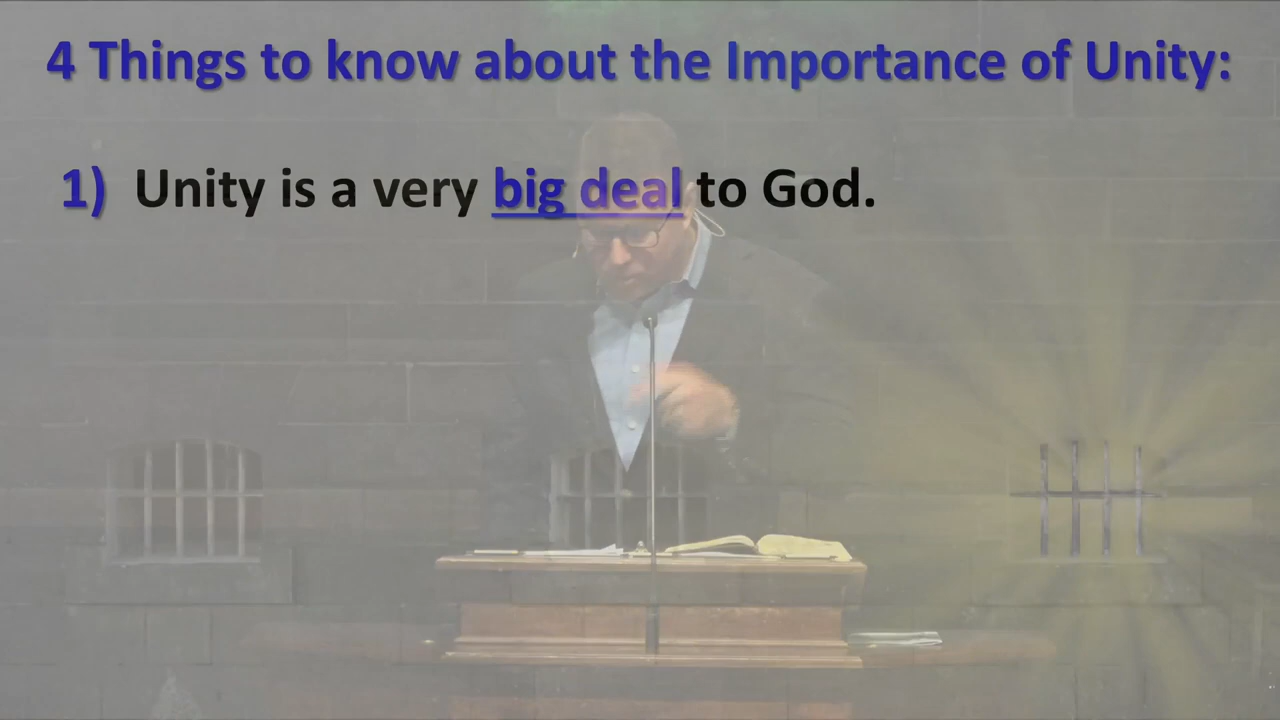 4 Things to know about the Importance of Unity:
1) Unity is a very big deal to God.